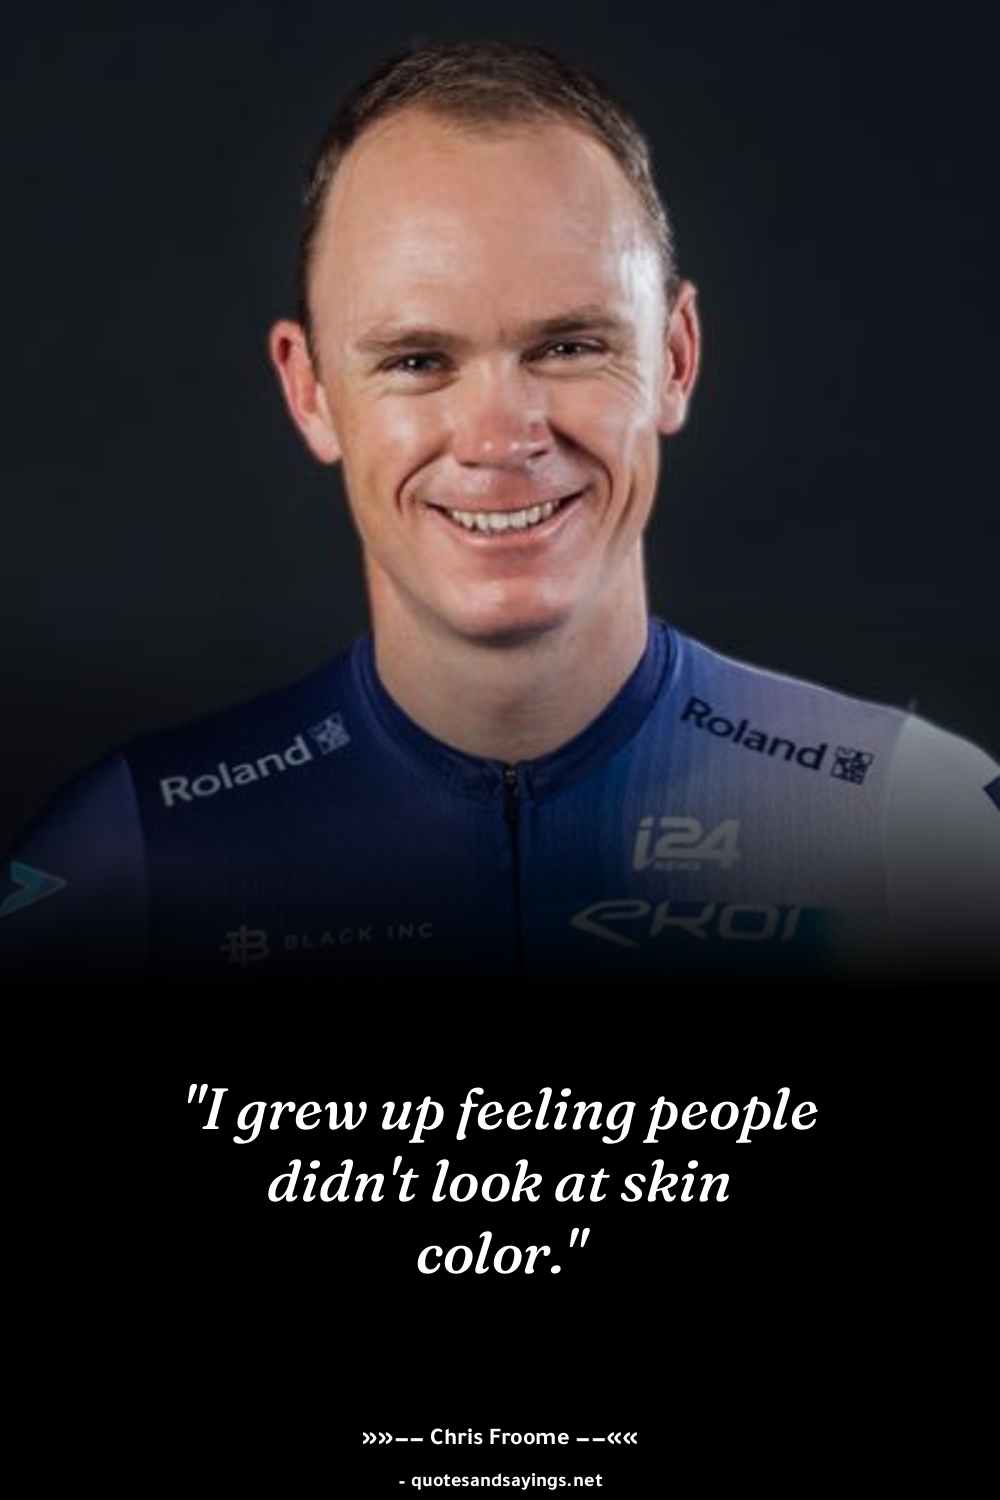 Roland
Roland
i24
NEWS
BLACK INC
EKOI
"I grew up feeling people
didn't look at skin
color."
»»–– Chris Froome ––««
- quotesandsayings.net